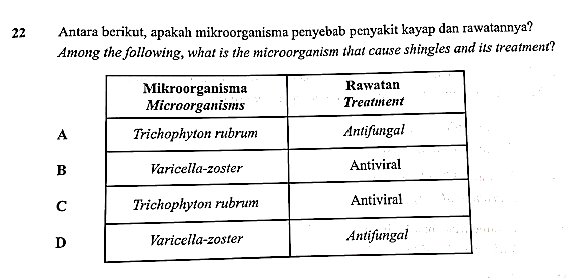 22 Antara berikut, apakah mikroorganisma penyebab penyakit kayap dan rawatannya?
Among the following, what is the microorganism that cause shingles and its treatment?
Mikroorganisma Rawatan
Microorganisms Treatment
A Trichophyton rubrum Antifungal
B Varicella-zoster Antiviral
C Trichophyton rubrum Antiviral
D Varicella-zoster Antifungal